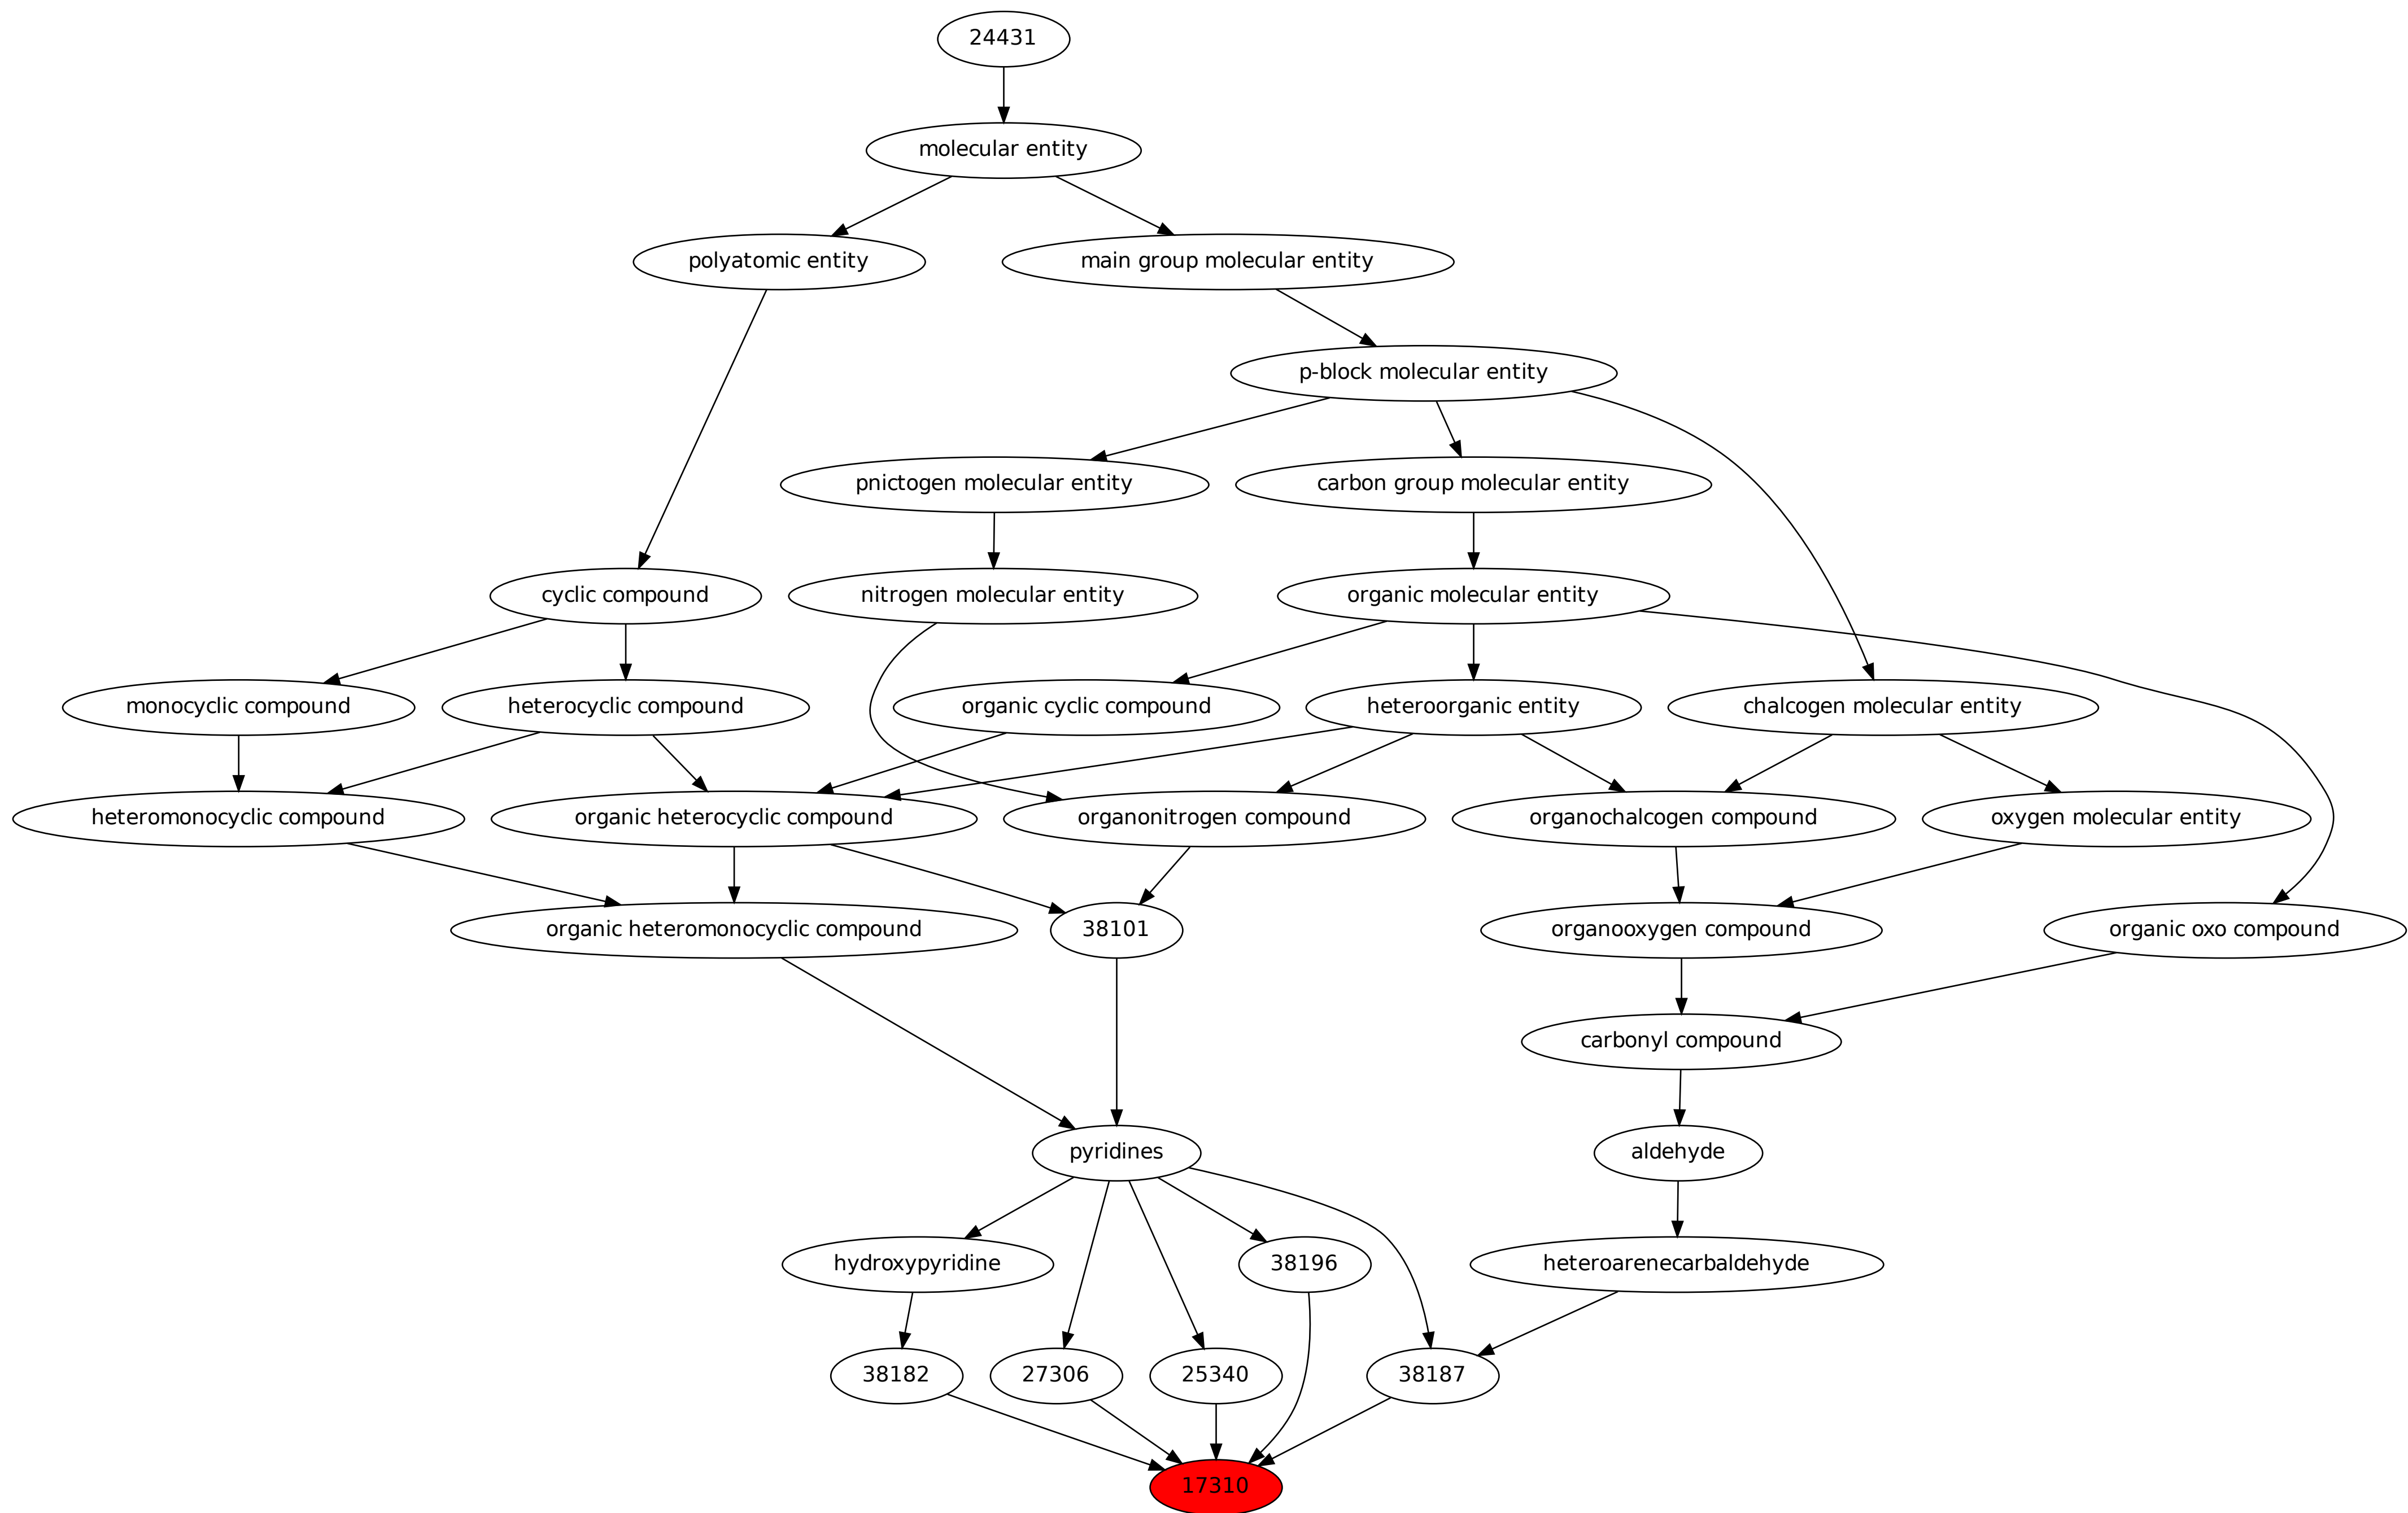 24431
molecular entity
polyatomic entity
main group molecular entity
p-block molecular entity
pnictogen molecular entity
carbon group molecular entity
cyclic compound
nitrogen molecular entity
organic molecular entity
monocyclic compound
heterocyclic compound
organic cyclic compound
heteroorganic entity
chalcogen molecular entity
heteromonocyclic compound
organic heterocyclic compound
organonitrogen compound
organochalcogen compound
oxygen molecular entity
organic heteromonocyclic compound
38101
organooxygen compound
organic oxo compound
carbonyl compound
pyridines
aldehyde
hydroxypyridine
38196
heteroarenecarbaldehyde
38182
27306
25340
38187
17310